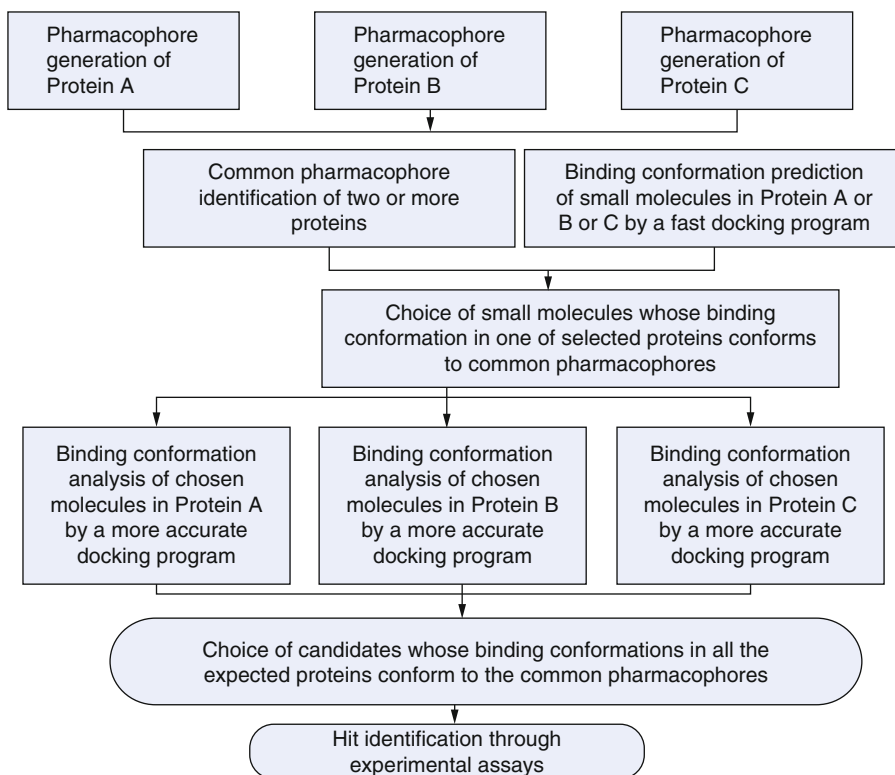 Pharmacophore
generation of
Protein A
Pharmacophore
generation of
Protein B
Pharmacophore
generation of
Protein C
Common pharmacophore
identification of two or more
proteins
Binding conformation prediction
of small molecules in Protein A or
B or C by a fast docking program
Choice of small molecules whose binding
conformation in one of selected proteins conforms
to common pharmacophores
Binding conformation
analysis of chosen
molecules in Protein A
by a more accurate
docking program
Binding conformation
analysis of chosen
molecules in Protein B
by a more accurate
docking program
Binding conformation
analysis of chosen
molecules in Protein C
by a more accurate
docking program
Choice of candidates whose binding conformations in all the
expected proteins conform to the common pharmacophores
Hit identification through
experimental assays